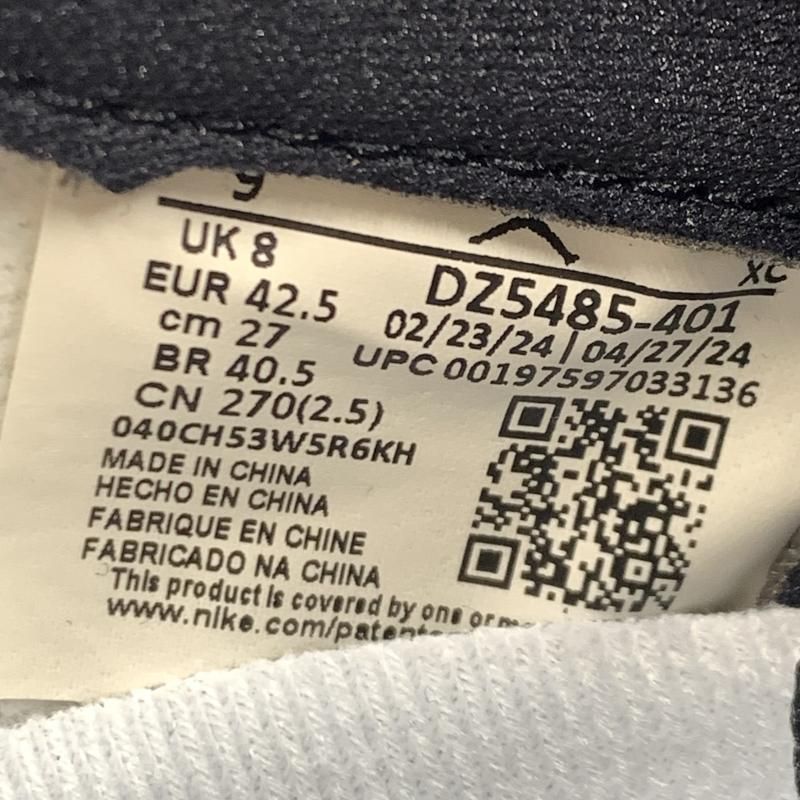 9
UK 8
EUR 42.5
cm 27
BR 40.5
CN 270(2.5)
040CH53W5R6KH
MADE IN CHINA
HECHO EN CHINA
FABRIQUE EN CHINE
FABRICADO NA CHINA
This product is covered by one or
www.nike.com/patents
XC
DZ5485-401
02/23/24 | 04/27/24
UPC 00197597033136